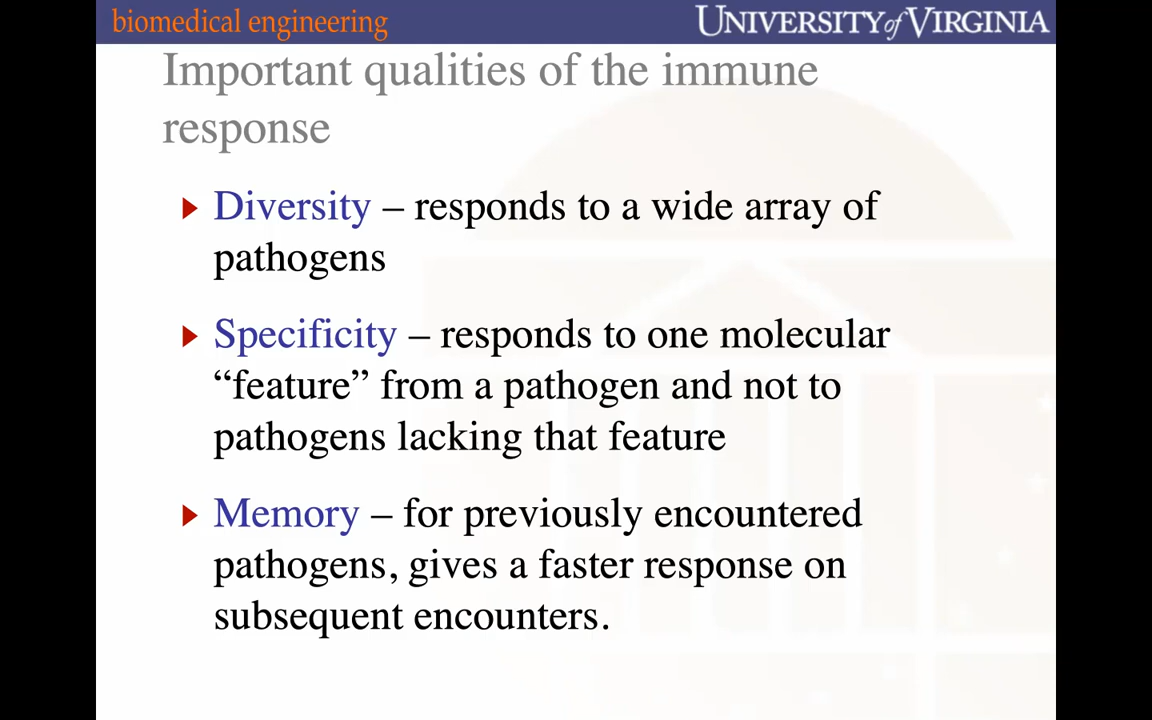 biomedical engineering
UNIVERSITY of VIRGINIA
Important qualities of the immune
response
Diversity – responds to a wide array of
pathogens
Specificity – responds to one molecular
“feature” from a pathogen and not to
pathogens lacking that feature
Memory – for previously encountered
pathogens, gives a faster response on
subsequent encounters.